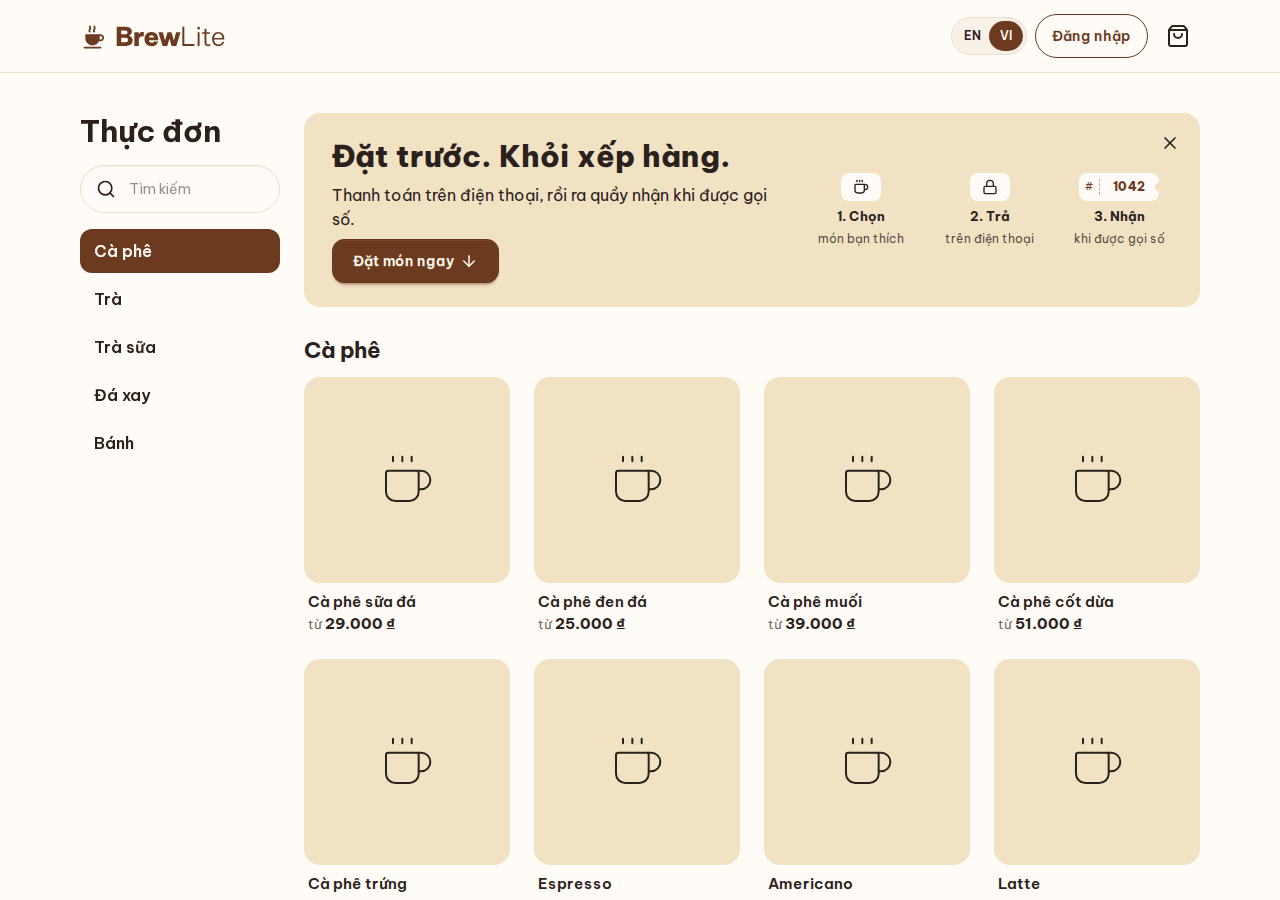 BrewLite
EN
VI
Đăng nhập
Thực đơn
Tìm kiếm
Cà phê
Trà
Trà sữa
Đá xay
Bánh
Đặt trước. Khỏi xếp hàng.
Thanh toán trên điện thoại, rồi ra quầy nhận khi được gọi
số.
Đặt món ngay
1. Chọn
món bạn thích
2. Trả
trên điện thoại
# 1042
3. Nhận
khi được gọi số
Cà phê
Cà phê sữa đá
từ 29.000 ₫
Cà phê đen đá
từ 25.000 ₫
Cà phê muối
từ 39.000 ₫
Cà phê cốt dừa
từ 51.000 ₫
Cà phê trứng
Espresso
Americano
Latte